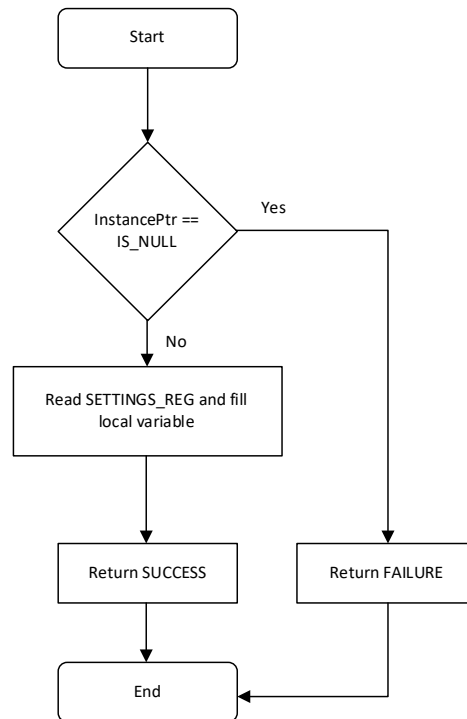 Start
InstancePtr ==
IS_NULL
Yes
No
Read SETTINGS_REG and fill
local variable
Return SUCCESS
Return FAILURE
End